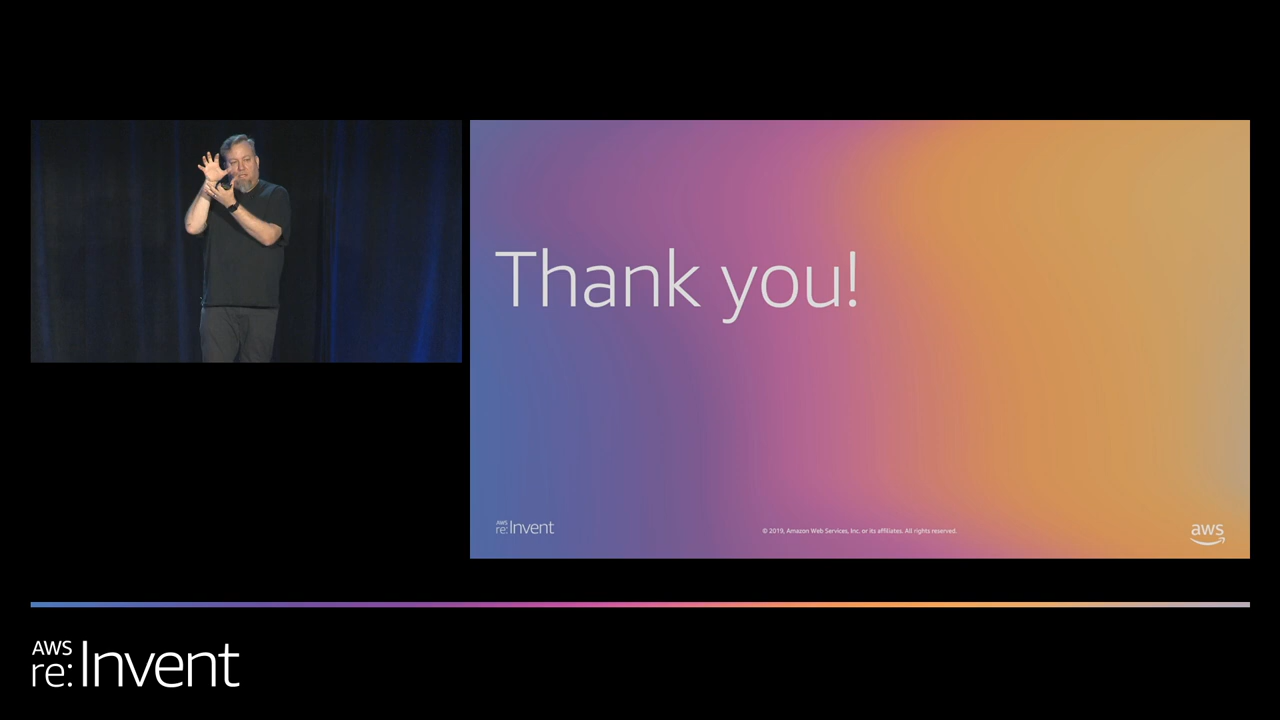 Thank you!
AWS
re:Invent
© 2019, Amazon Web Services, Inc. or its affiliates. All rights reserved.
aws
AWS
re:Invent